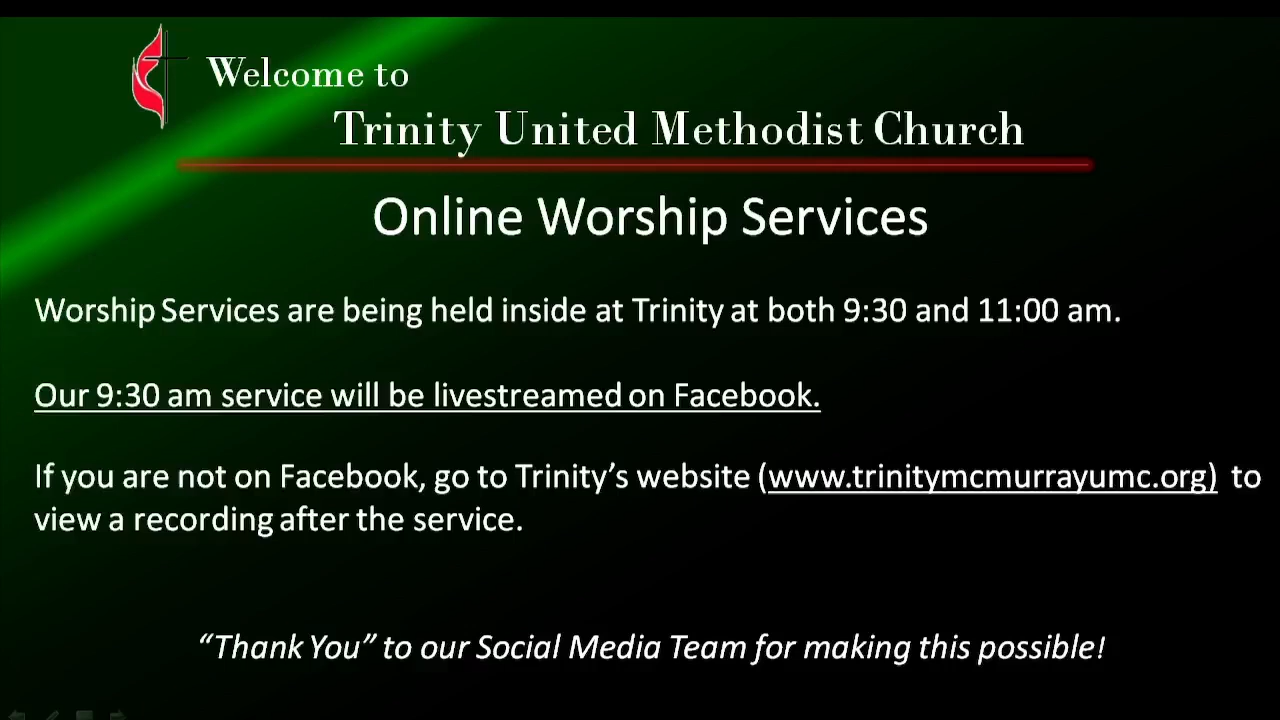 Welcome to
Trinity United Methodist Church
Online Worship Services
Worship Services are being held inside at Trinity at both 9:30 and 11:00 am.
Our 9:30 am service will be livestreamed on Facebook.
If you are not on Facebook, go to Trinity’s website (www.trinitymcmurrayumc.org) to
view a recording after the service.
“Thank You” to our Social Media Team for making this possible!